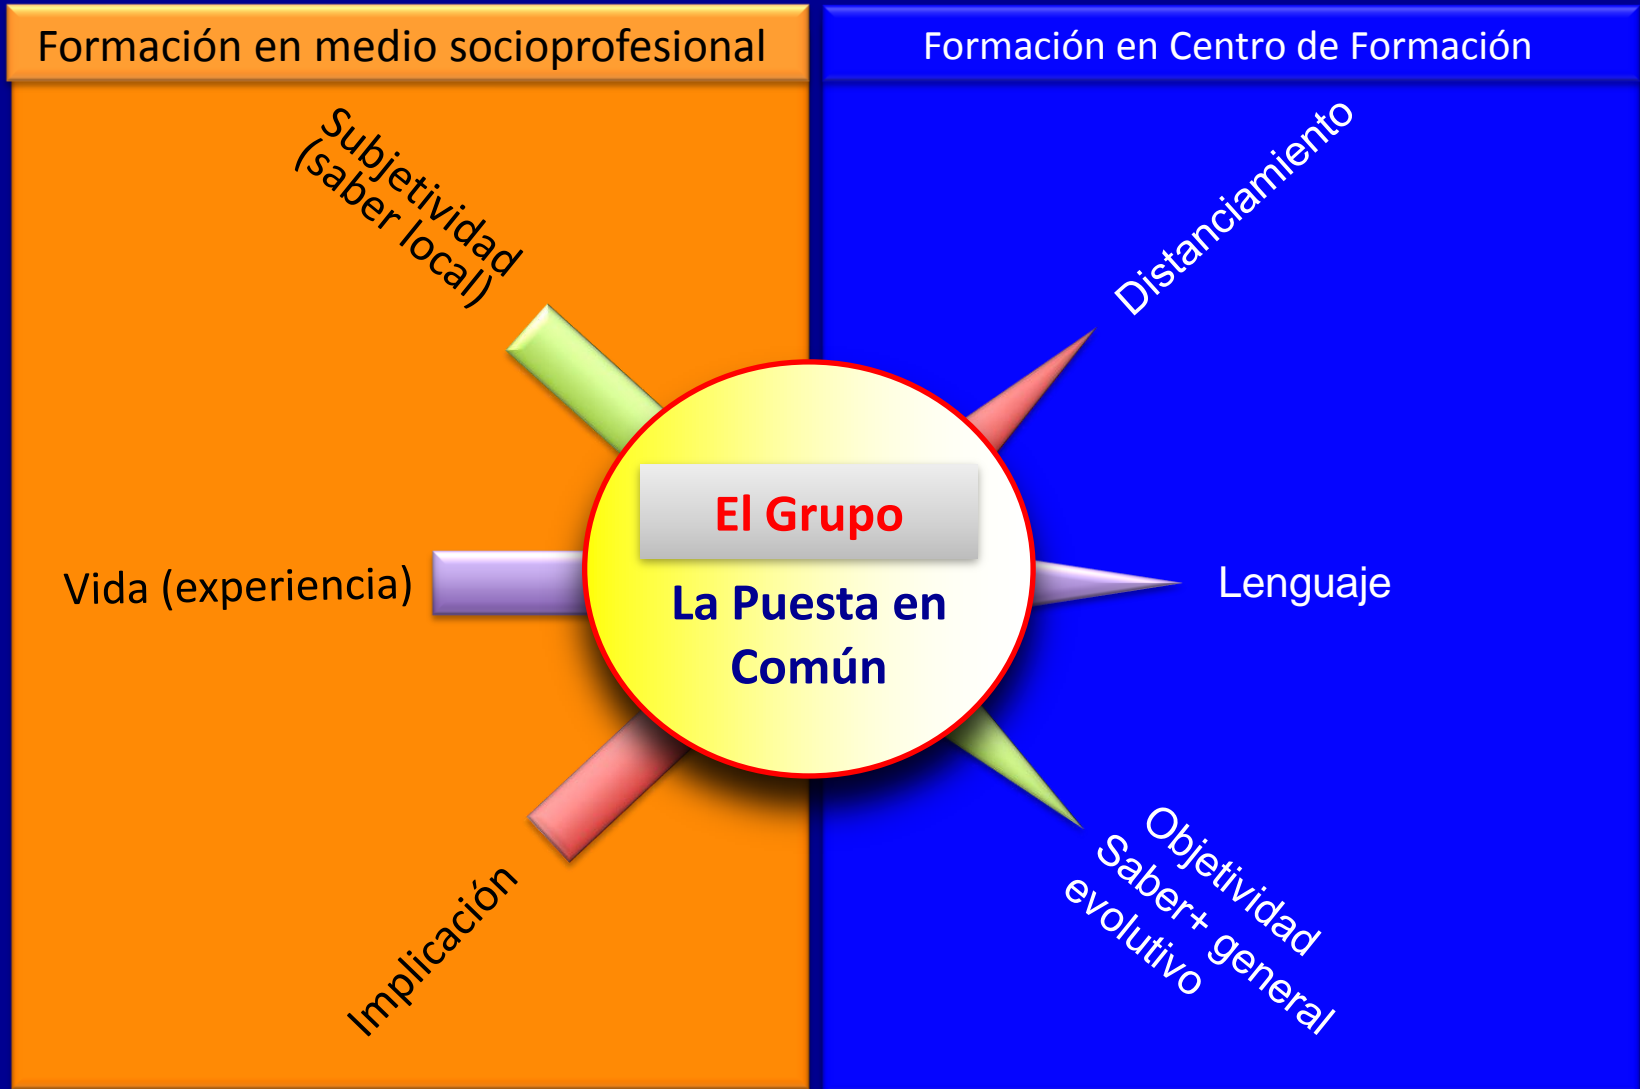 Formación en medio socioprofesional
Formación en Centro de Formación
Subjetividad
(saber local)
Distanciamiento
El Grupo
La Puesta en
Común
Vida (experiencia)
Lenguaje
Implicación
Objetividad
Saber+ general
evolutivo